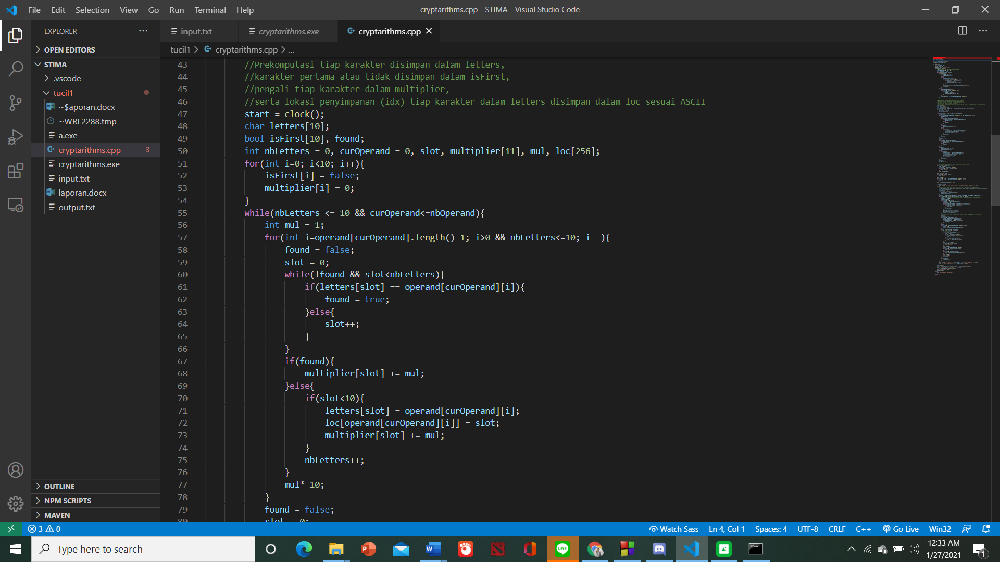 File Edit Selection View Go Run Terminal Help
cryptarithms.cpp - STIMA - Visual Studio Code
EXPLORER
OPEN EDITORS
STIMA
.vscode
tucil1
~$aporan.docx
~WRL2288.tmp
a.exe
cryptarithms.cpp 3
cryptarithms.exe
input.txt
laporan.docx
output.txt
OUTLINE
NPM SCRIPTS
MAVEN
input.txt cryptarithms.exe cryptarithms.cpp
tucil1 > cryptarithms.cpp > ...
43 //Prekomputasi tiap karakter disimpan dalam letters,
44 //karakter pertama atau tidak disimpan dalam isFirst,
45 //pengali tiap karakter dalam multiplier,
46 //serta lokasi penyimpanan (idx) tiap karakter dalam letters disimpan dalam loc sesuai ASCII
47 start = clock();
48 char letters[10];
49 bool isFirst[10], found;
50 int nbLetters = 0, curOperand = 0, slot, multiplier[11], mul, loc[256];
51 for(int i=0; i<10; i++){
52 isFirst[i] = false;
53 multiplier[i] = 0;
54 }
55 while(nbLetters <= 10 && curOperand<=nbOperand){
56 int mul = 1;
57 for(int i=operand[curOperand].length()-1; i>0 && nbLetters<=10; i--){
58 found = false;
59 slot = 0;
60 while(!found && slot<nbLetters){
61 if(letters[slot] == operand[curOperand][i]){
62 found = true;
63 }else{
64 slot++;
65 }
66 }
67 if(found){
68 multiplier[slot] += mul;
69 }else{
70 if(slot<10){
71 letters[slot] = operand[curOperand][i];
72 loc[operand[curOperand][i]] = slot;
73 multiplier[slot] += mul;
74 }
75 nbLetters++;
76 }
77 mul*=10;
78 }
79 found = false;
80 slot = 0;
3 0
Watch Sass Ln 4, Col 1 Spaces: 4 UTF-8 CRLF C++ Go Live Win32
Type here to search
LINE
12:33 AM
1/27/2021
1